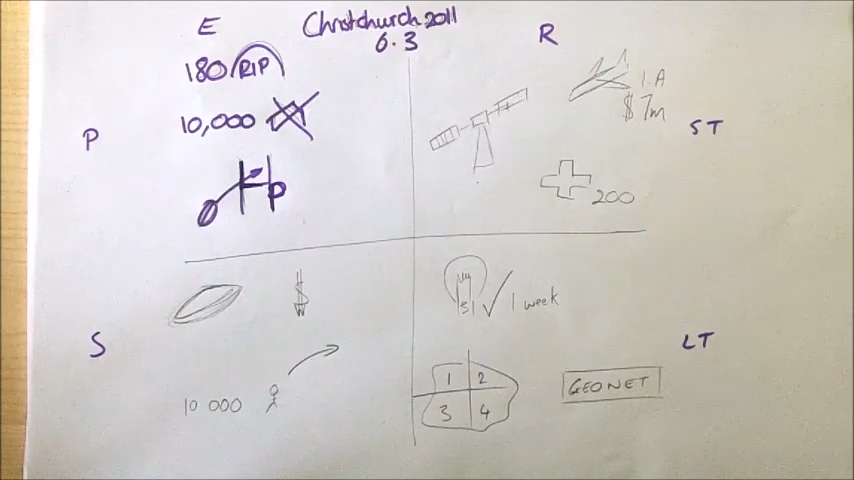 E
Christchurch 2011
6.3
R
180 RIP
I.A
$7m
10,000
P
ST
200
$
✓ 1 week
S
LT
1 2
3 4
GEONET
10 000